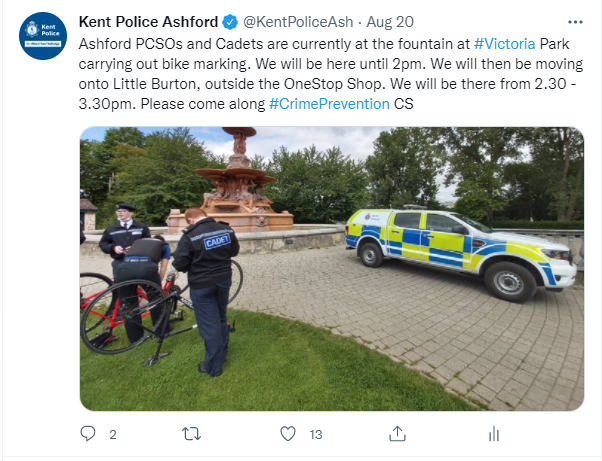 Kent Police
Kent Police Ashford @KentPoliceAsh · Aug 20
Ashford PCSOs and Cadets are currently at the fountain at #Victoria Park
carrying out bike marking. We will be here until 2pm. We will then be moving
onto Little Burton, outside the OneStop Shop. We will be there from 2.30 -
3.30pm. Please come along #CrimePrevention CS
CADET
2 13